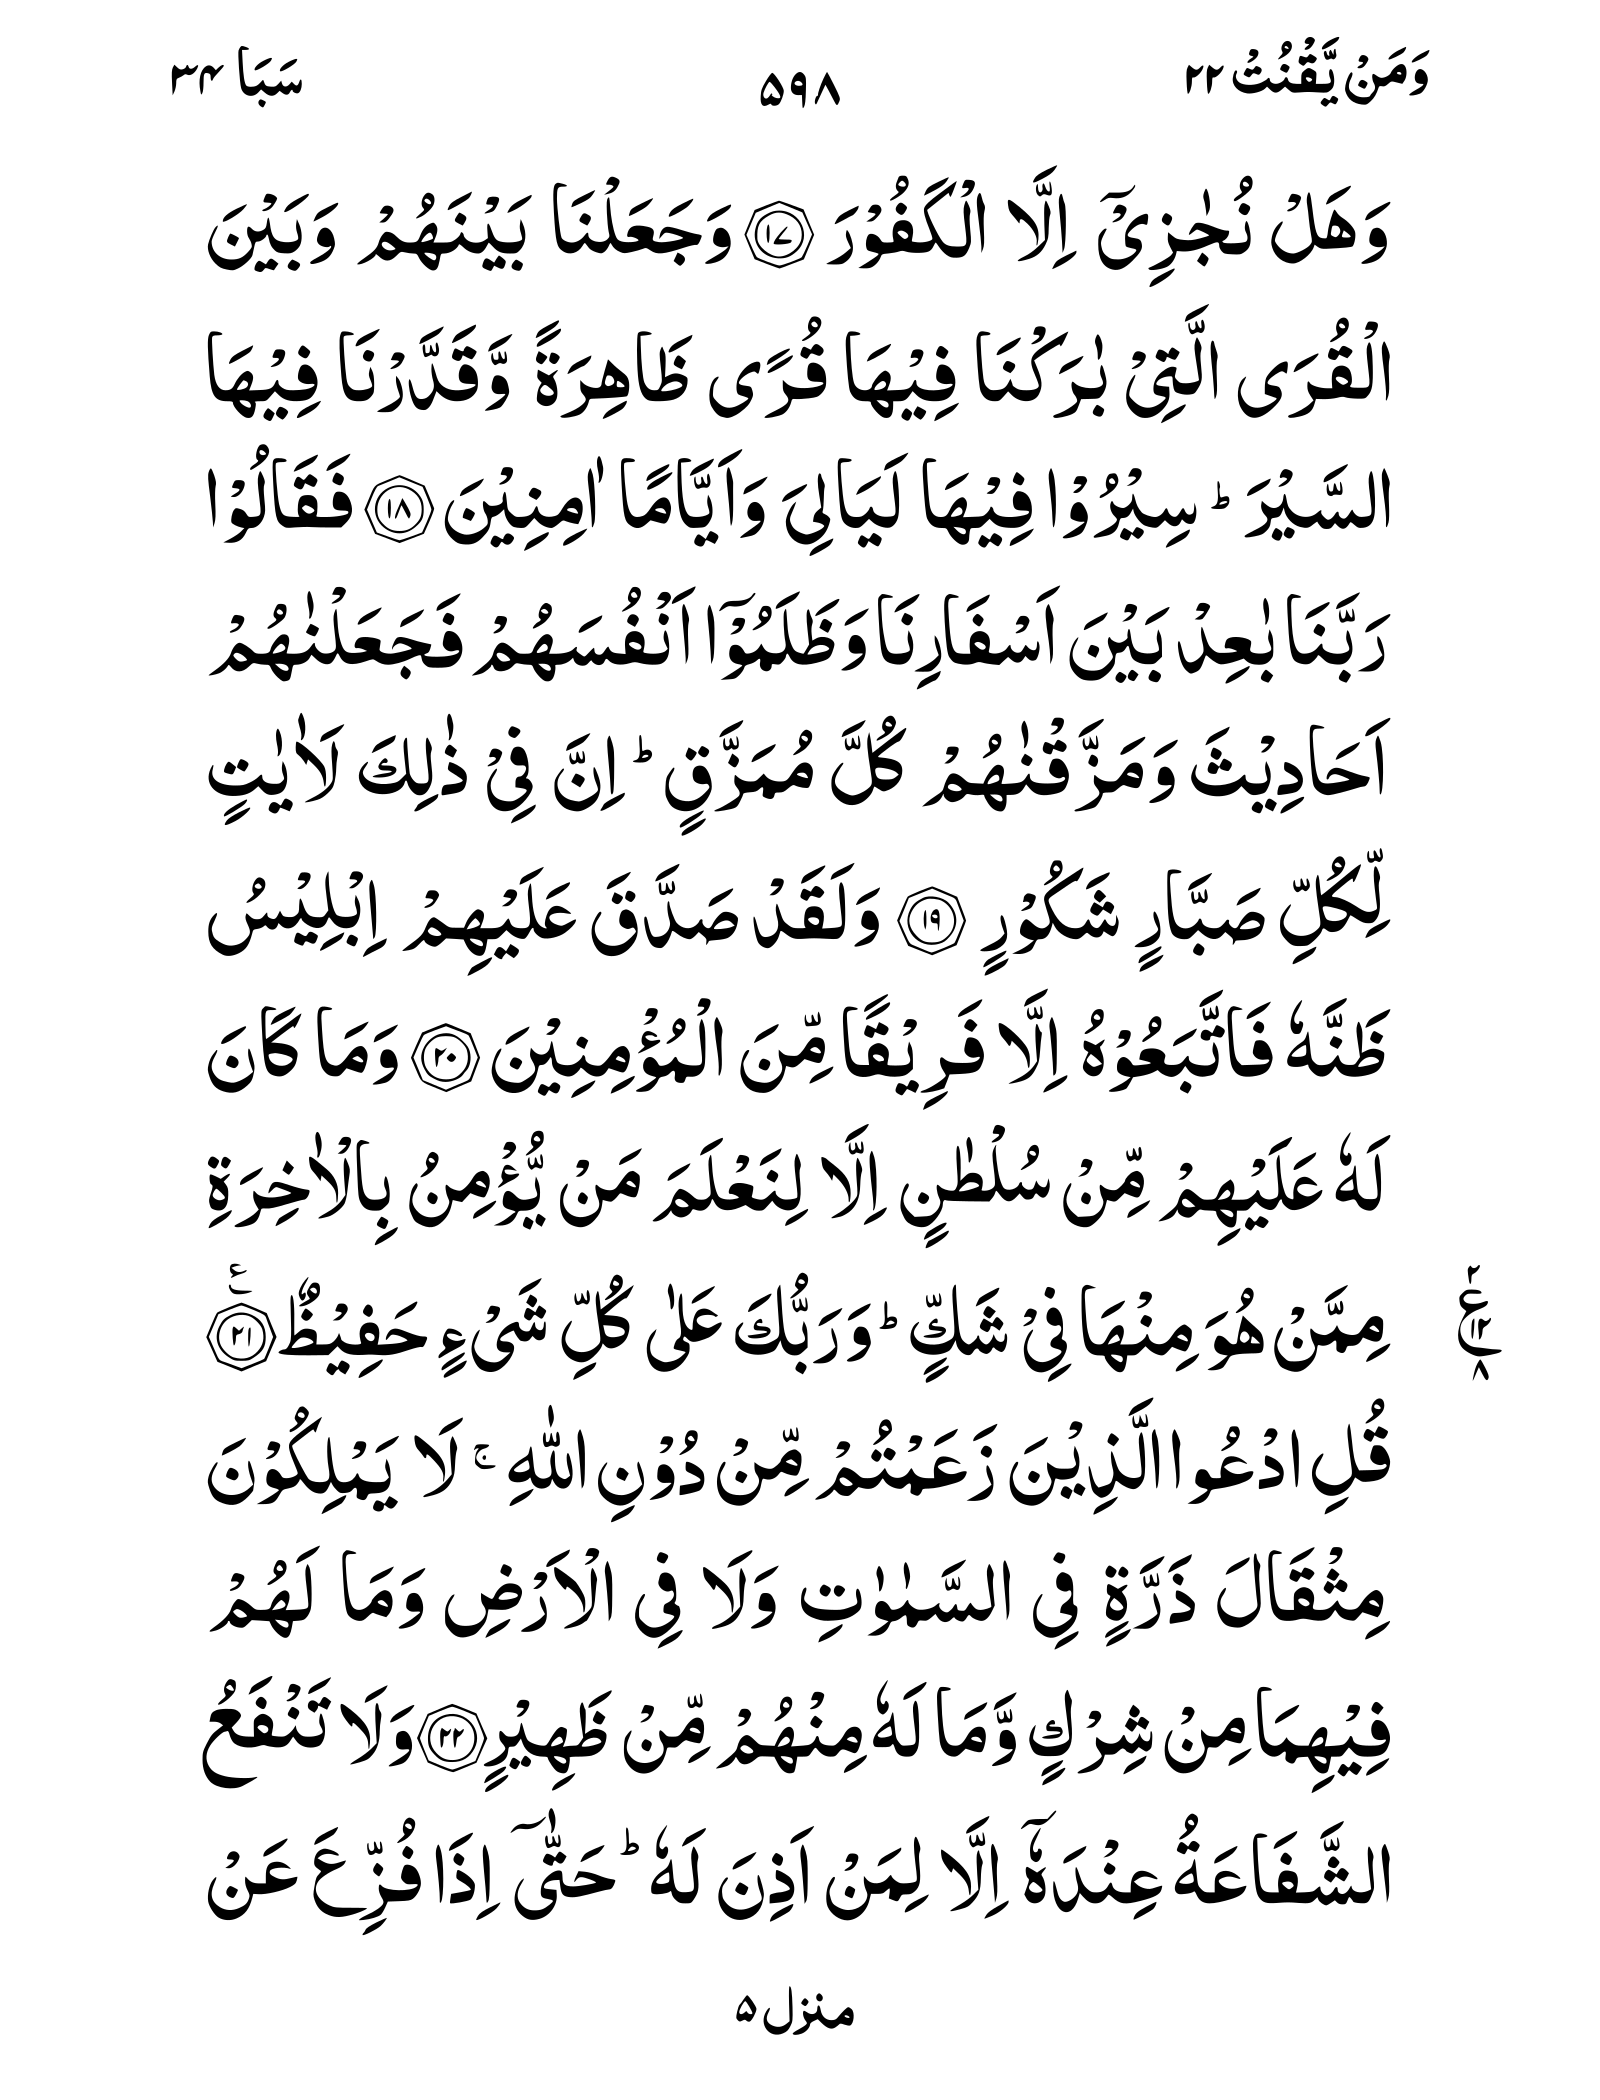 وَمَنْ يَّقْنُتْ ٢٢
٥٩٨
سَبَا ٣٤
وَهَلْ نُجٰزِيْۤ اِلَّا الْكَفُوْرَ ١٧ وَجَعَلْنَا بَيْنَهُمْ وَبَيْنَ
الْقُرَى الَّتِيْ بٰرَكْنَا فِيْهَا قُرًى ظَاهِرَةً وَّقَدَّرْنَا فِيْهَا
السَّيْرَ ؕ سِيْرُوْا فِيْهَا لَيَالِيَ وَاَيَّامًا اٰمِنِيْنَ ١٨ فَقَالُوْا
رَبَّنَا بٰعِدْ بَيْنَ اَسْفَارِنَا وَظَلَمُوْۤا اَنْفُسَهُمْ فَجَعَلْنٰهُمْ
اَحَادِيْثَ وَمَزَّقْنٰهُمْ كُلَّ مُمَزَّقٍ ؕ اِنَّ فِيْ ذٰلِكَ لَاٰيٰتٍ
لِّكُلِّ صَبَّارٍ شَكُوْرٍ ١٩ وَلَقَدْ صَدَّقَ عَلَيْهِمْ اِبْلِيْسُ
ظَنَّهٗ فَاتَّبَعُوْهُ اِلَّا فَرِيْقًا مِّنَ الْمُؤْمِنِيْنَ ٢٠ وَمَا كَانَ
لَهٗ عَلَيْهِمْ مِّنْ سُلْطٰنٍ اِلَّا لِنَعْلَمَ مَنْ يُّؤْمِنُ بِالْاٰخِرَةِ
مِمَّنْ هُوَ مِنْهَا فِيْ شَكٍّ ؕ وَرَبُّكَ عَلٰى كُلِّ شَيْءٍ حَفِيْظٌ ٢١ ع
٢ ع ١٢ ٨
قُلِ ادْعُوا الَّذِيْنَ زَعَمْتُمْ مِّنْ دُوْنِ اللّٰهِ ۚ لَا يَمْلِكُوْنَ
مِثْقَالَ ذَرَّةٍ فِي السَّمٰوٰتِ وَلَا فِي الْاَرْضِ وَمَا لَهُمْ
فِيْهِمَا مِنْ شِرْكٍ وَّمَا لَهٗ مِنْهُمْ مِّنْ ظَهِيْرٍ ٢٢ وَلَا تَنْفَعُ
الشَّفَاعَةُ عِنْدَهٗۤ اِلَّا لِمَنْ اَذِنَ لَهٗ ؕ حَتّٰۤى اِذَا فُزِّعَ عَنْ
منزل ٥